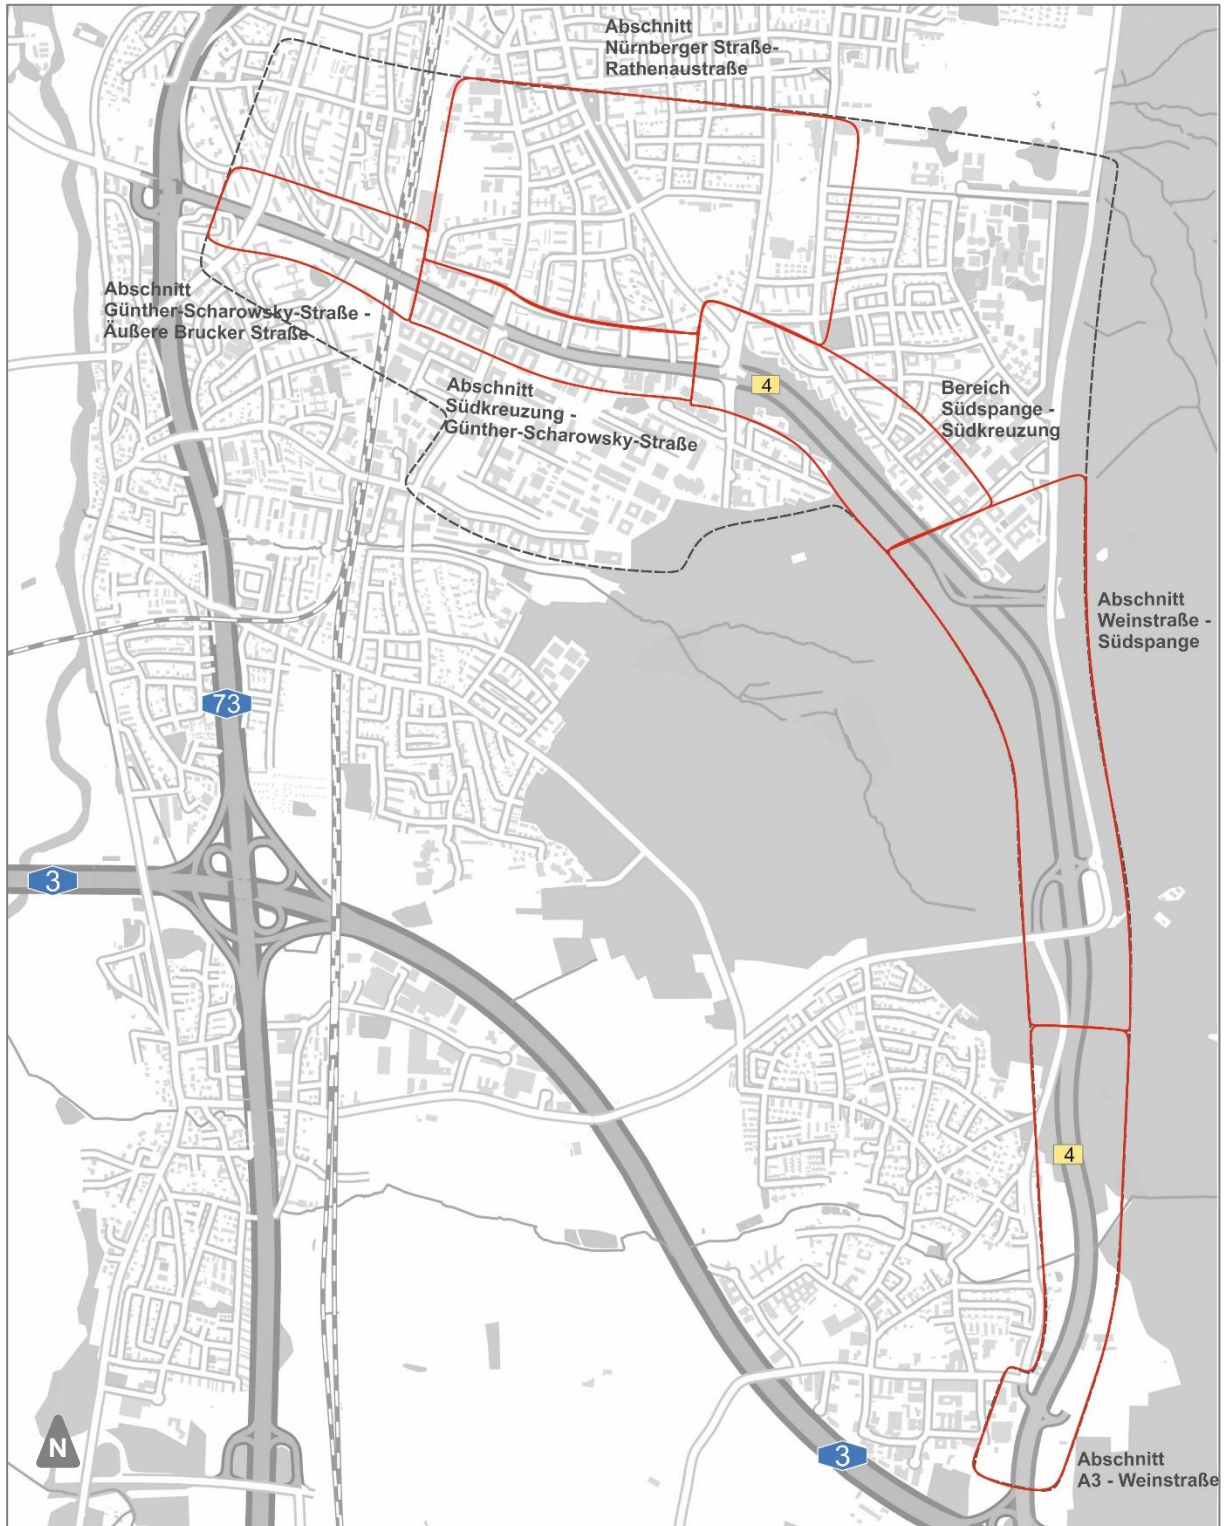 Abschnitt
Nürnberger Straße-
Rathenaustraße
Abschnitt
Günther-Scharowsky-Straße -
Äußere Brucker Straße
Abschnitt
Südkreuzung -
Günther-Scharowsky-Straße
4
Bereich
Südspange -
Südkreuzung
Abschnitt
Weinstraße -
Südspange
73
3
4
N
3
Abschnitt
A3 - Weinstraße